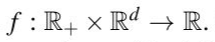 f : ℝ₊ × ℝᵈ → ℝ.